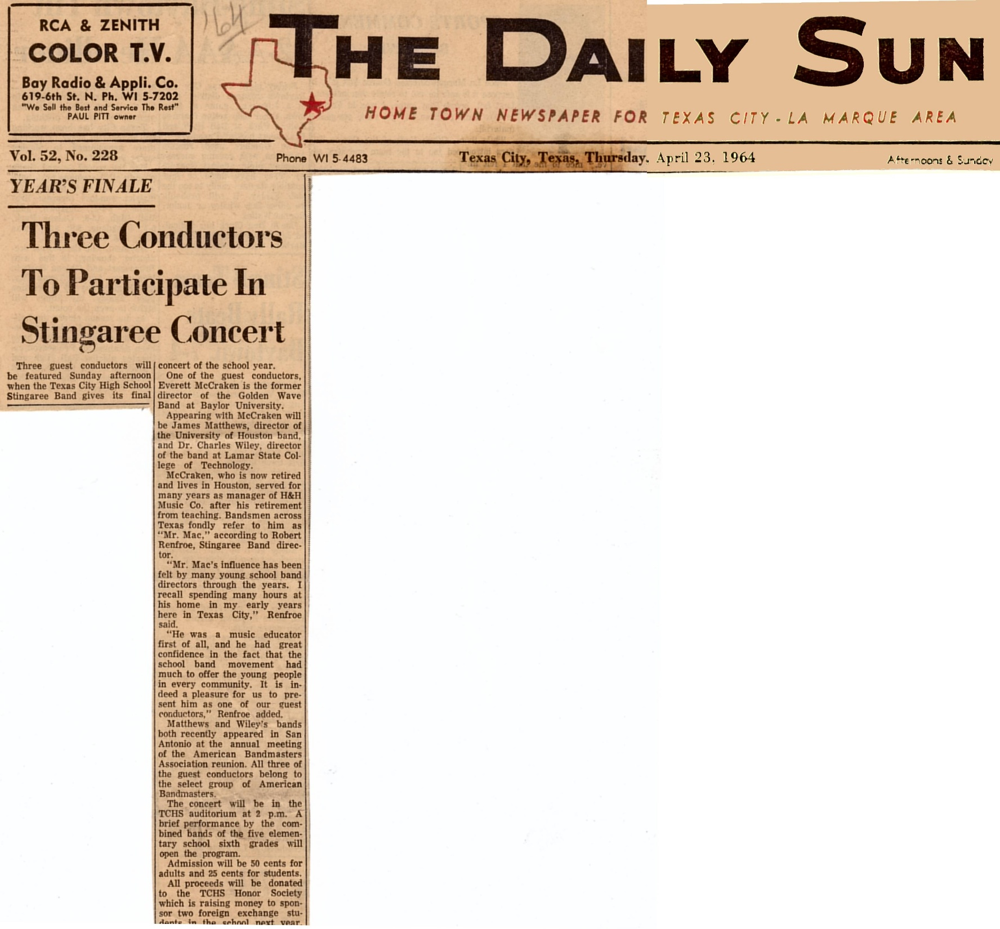 RCA & ZENITH
COLOR T.V.
Bay Radio & Appli. Co.
619-6th St. N. Ph. WI 5-7202
"We Sell the Best and Service The Rest"
PAUL PITT owner
'64
THE DAILY SUN
HOME TOWN NEWSPAPER FOR TEXAS CITY - LA MARQUE AREA
Vol. 52, No. 228 Phone WI 5-4483 Texas City, Texas, Thursday, April 23, 1964 Afternoons & Sunday
YEAR'S FINALE
Three Conductors
To Participate In
Stingaree Concert
Three guest conductors will
be featured Sunday afternoon
when the Texas City High School
Stingaree Band gives its final
concert of the school year.
One of the guest conductors,
Everett McCraken is the former
director of the Golden Wave
Band at Baylor University.
Appearing with McCraken will
be James Matthews, director of
the University of Houston band,
and Dr. Charles Wiley, director
of the band at Lamar State Col-
lege of Technology.
McCraken, who is now retired
and lives in Houston, served for
many years as manager of H&H
Music Co. after his retirement
from teaching. Bandsmen across
Texas fondly refer to him as
"Mr. Mac," according to Robert
Renfroe, Stingaree Band direc-
tor.
"Mr. Mac's influence has been
felt by many young school band
directors through the years. I
recall spending many hours at
his home in my early years
here in Texas City," Renfroe
said.
"He was a music educator
first of all, and he had great
confidence in the fact that the
school band movement had
much to offer the young people
in every community. It is in-
deed a pleasure for us to pre-
sent him as one of our guest
conductors," Renfroe added.
Matthews and Wiley's bands
both recently appeared in San
Antonio at the annual meeting
of the American Bandmasters
Association reunion. All three of
the guest conductors belong to
the select group of American
Bandmasters.
The concert will be in the
TCHS auditorium at 2 p.m. A
brief performance by the com-
bined bands of the five elemen-
tary school sixth grades will
open the program.
Admission will be 50 cents for
adults and 25 cents for students.
All proceeds will be donated
to the TCHS Honor Society
which is raising money to spon-
sor two foreign exchange stu-
dents in the school next year.